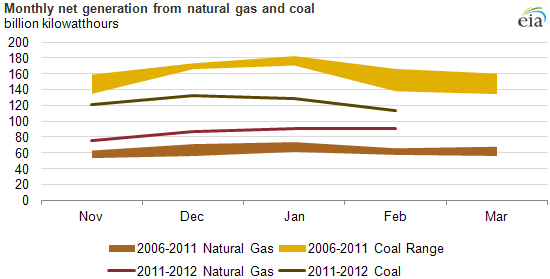 Monthly net generation from natural gas and coal
billion kilowatthours
eia
200
180
160
140
120
100
80
60
40
20
0
Nov Dec Jan Feb Mar
2006-2011 Natural Gas 2006-2011 Coal Range
2011-2012 Natural Gas 2011-2012 Coal